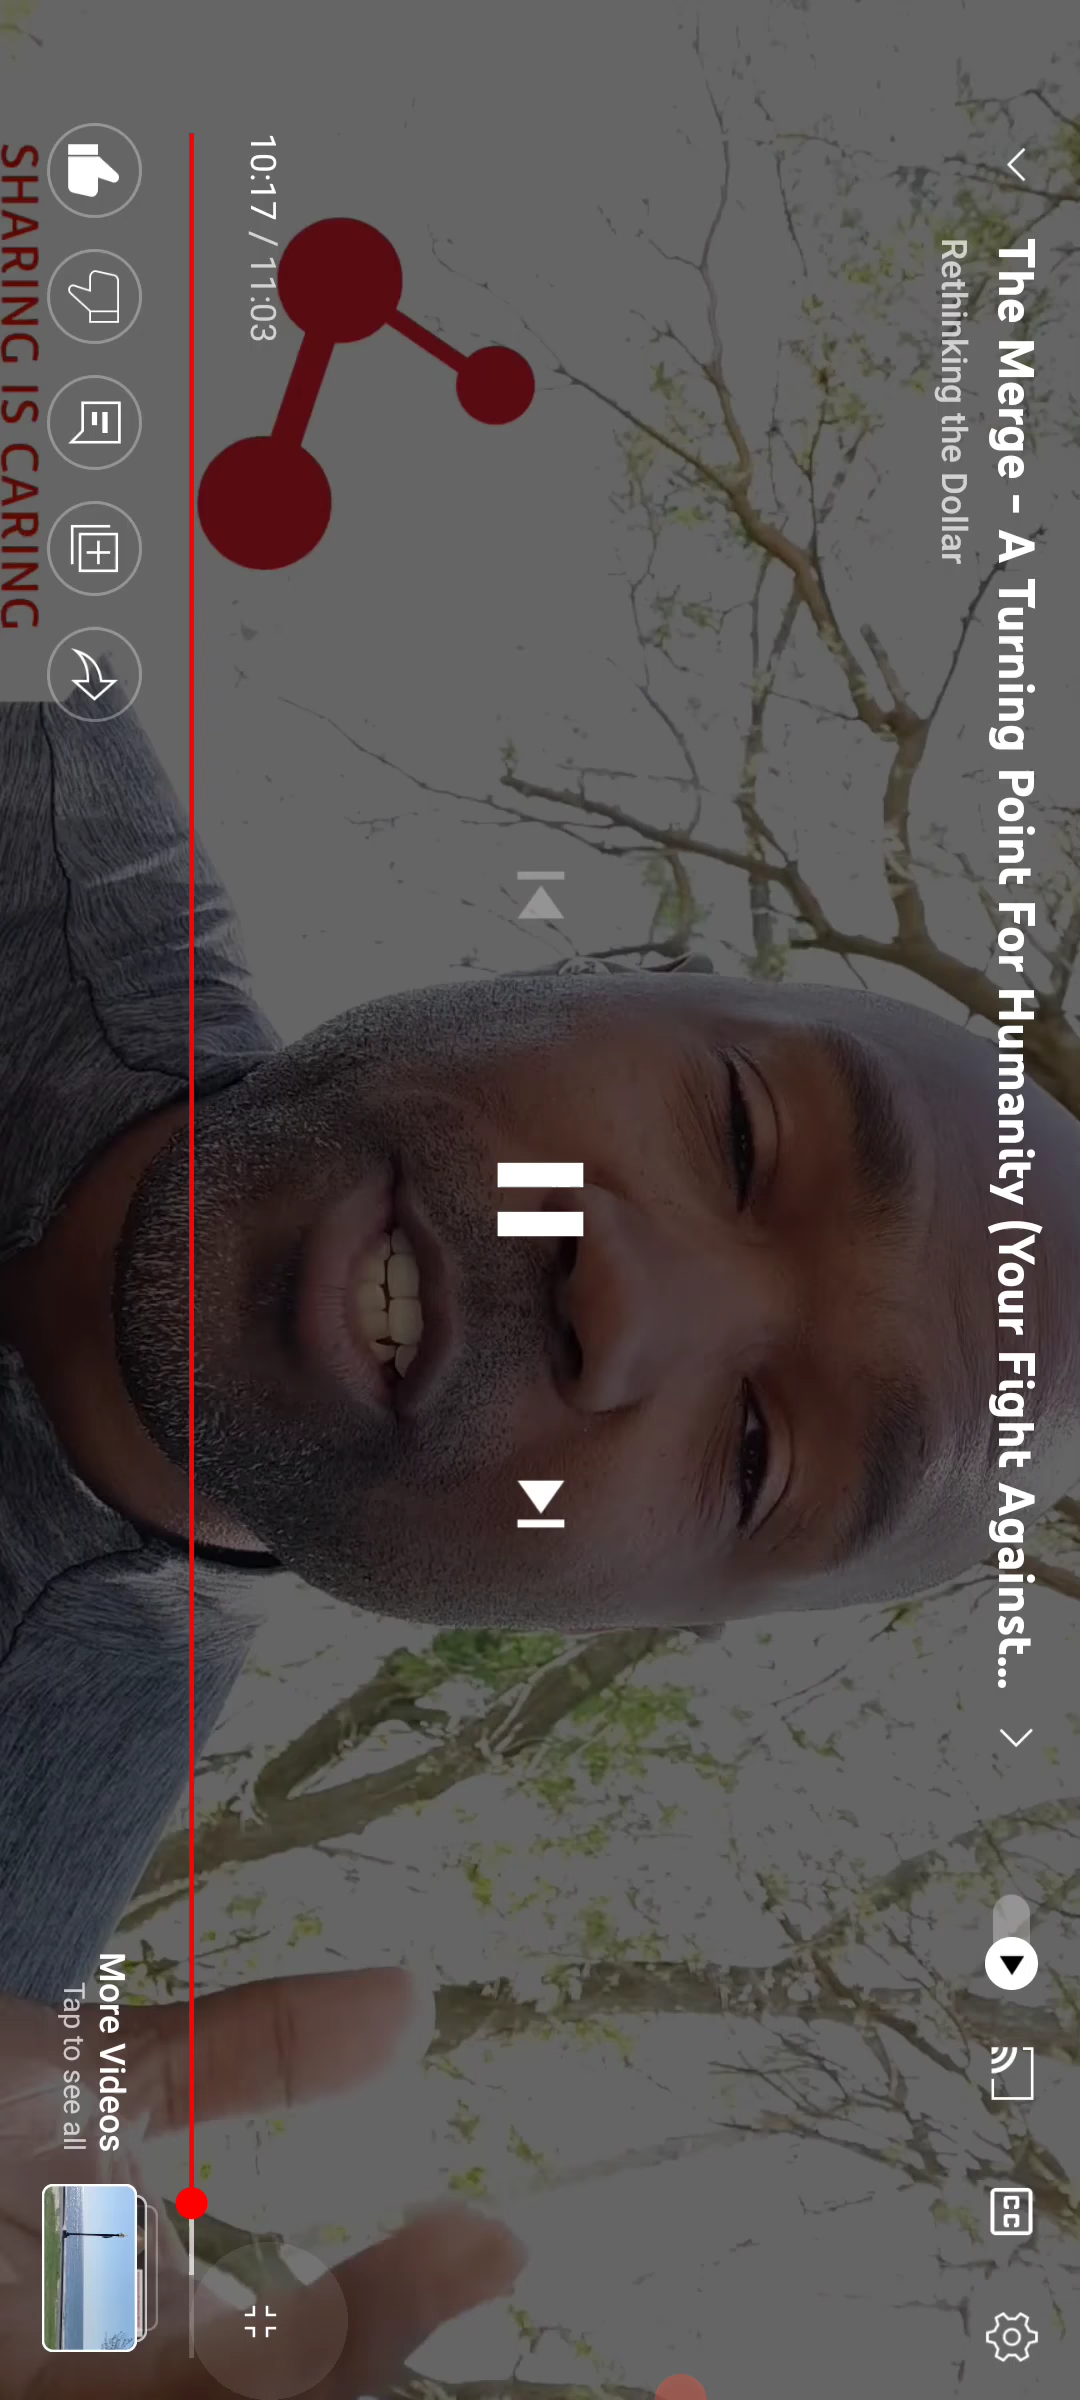 The Merge - A Turning Point For Humanity (Your Fight Against...
Rethinking the Dollar
CC
10:17 / 11:03
More Videos
Tap to see all
SHARING IS CARING